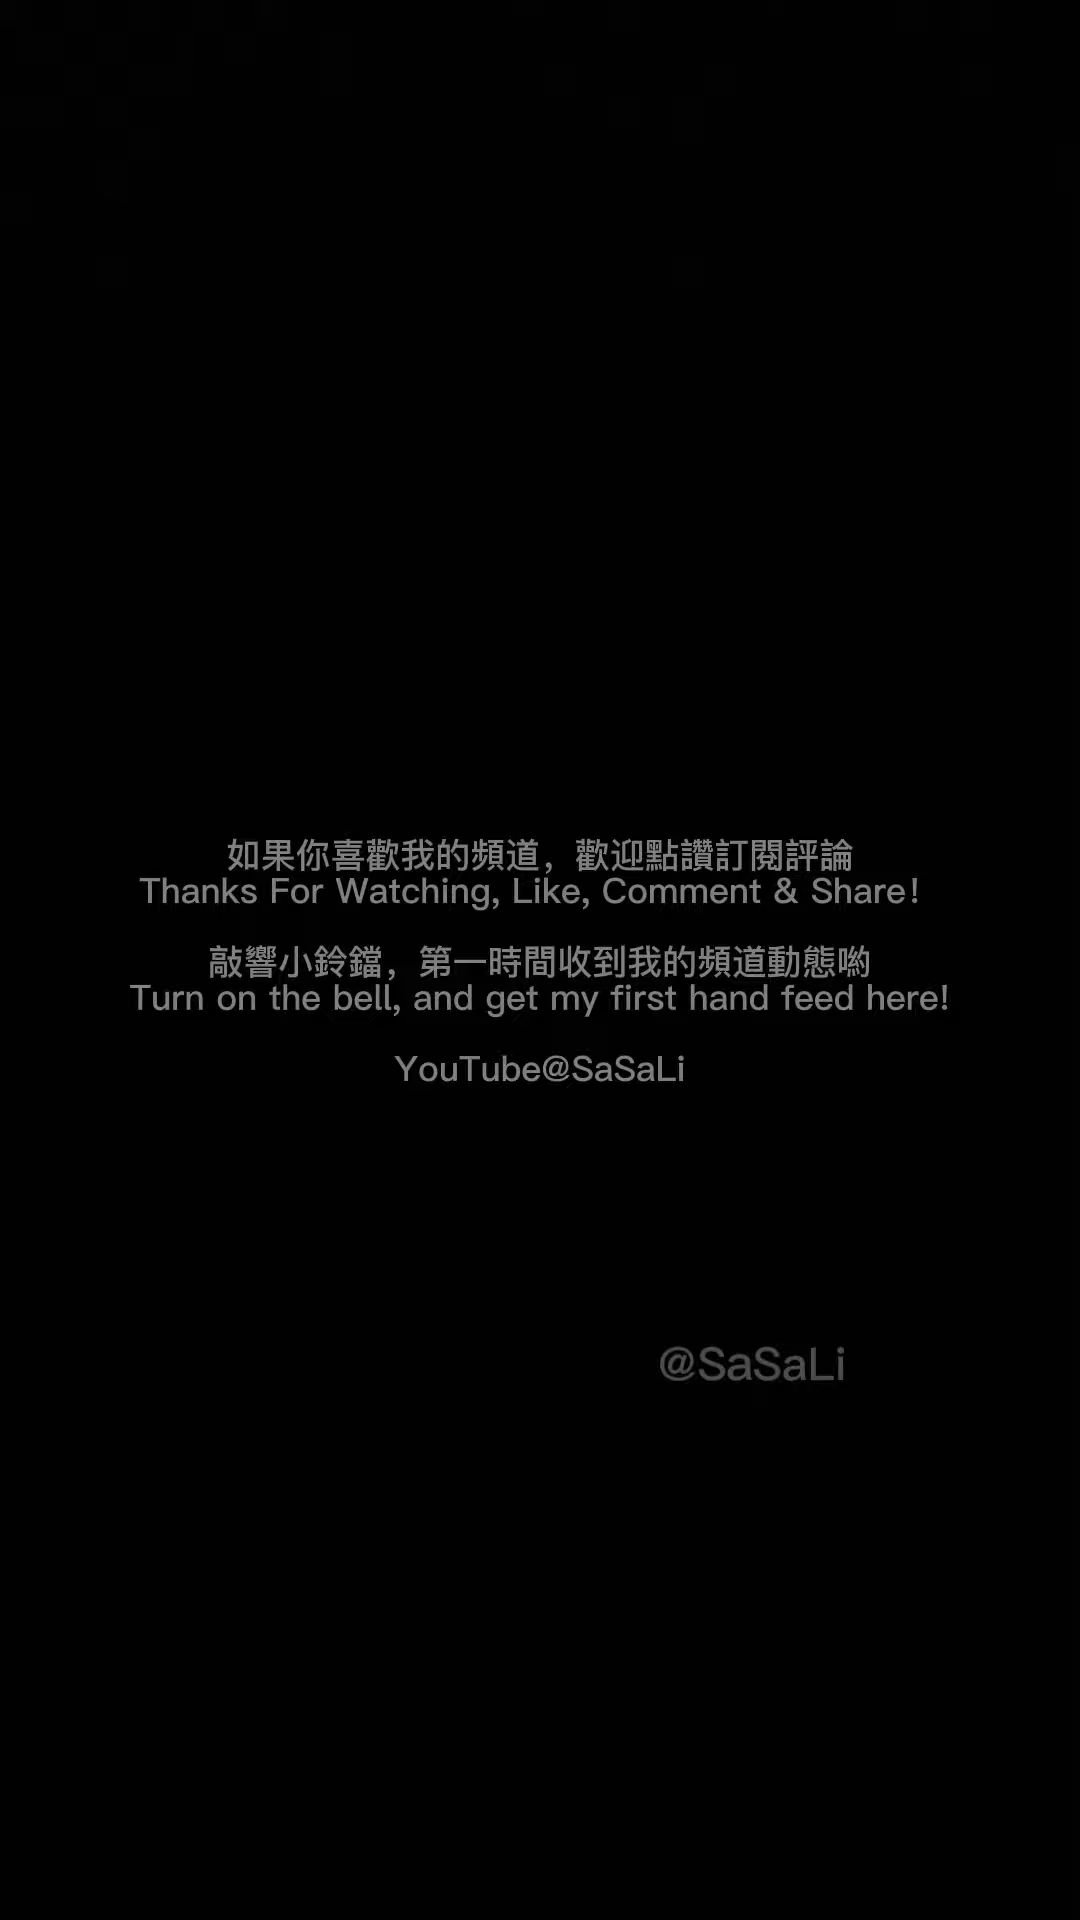 如果你喜歡我的頻道，歡迎點讚訂閱評論
Thanks For Watching, Like, Comment & Share!
敲響小鈴鐺，第一時間收到我的頻道動態喲
Turn on the bell, and get my first hand feed here!
YouTube@SaSaLi
@SaSaLi